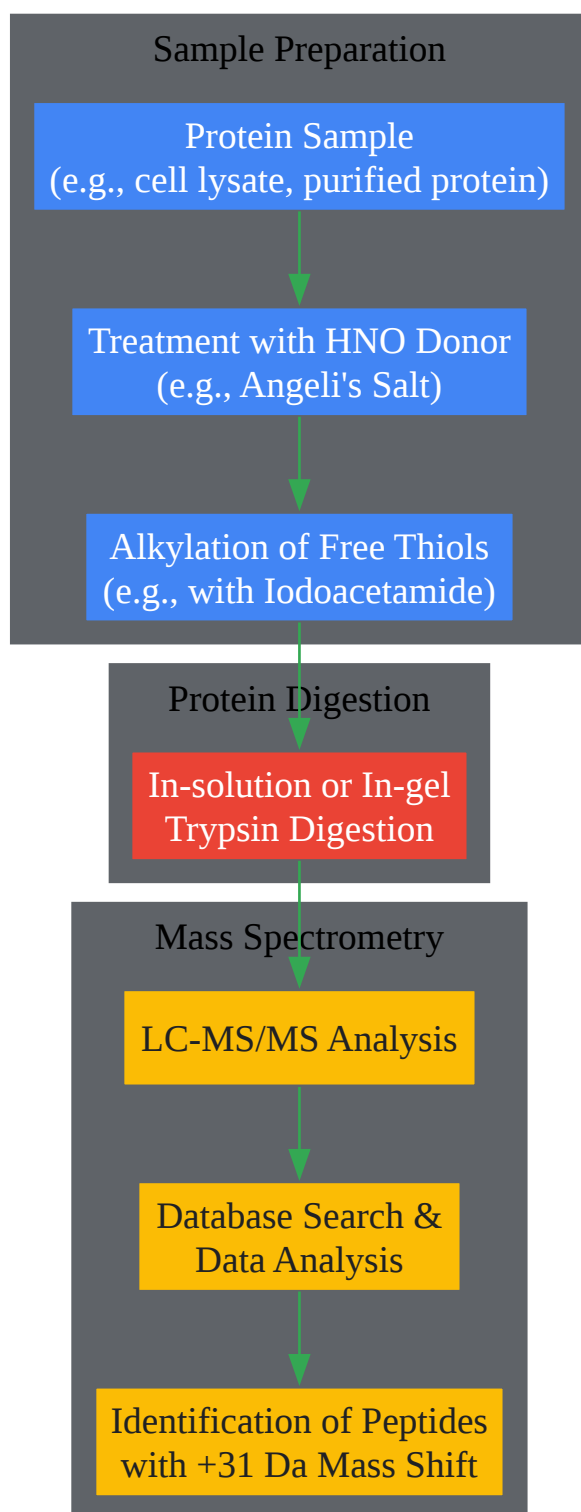 Sample Preparation
Protein Sample
(e.g., cell lysate, purified protein)
Treatment with HNO Donor
(e.g., Angeli's Salt)
Alkylation of Free Thiols
(e.g., with Iodoacetamide)
Protein Digestion
In-solution or In-gel
Trypsin Digestion
Mass Spectrometry
LC-MS/MS Analysis
Database Search &
Data Analysis
Identification of Peptides
with +31 Da Mass Shift